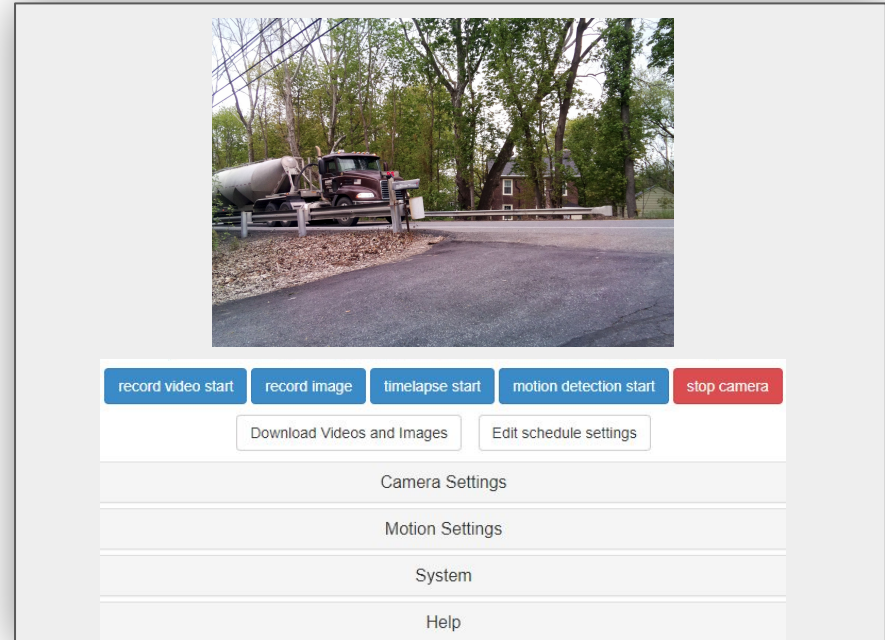 record video start record image timelapse start motion detection start stop camera
Download Videos and Images Edit schedule settings
Camera Settings
Motion Settings
System
Help